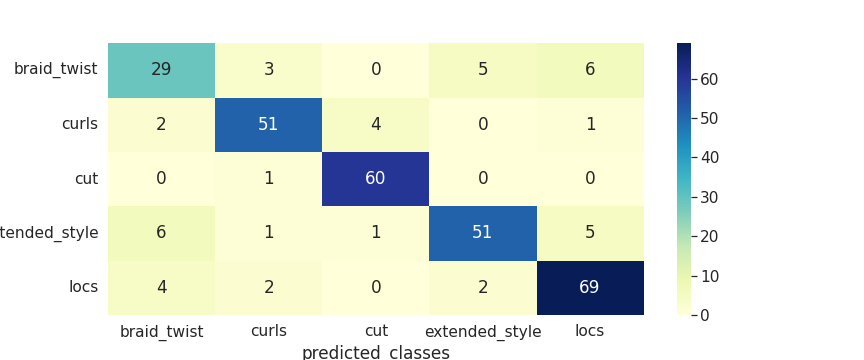 braid_twist 29 3 0 5 6
curls 2 51 4 0 1
cut 0 1 60 0 0
tended_style 6 1 1 51 5
locs 4 2 0 2 69
braid_twist curls cut extended_style locs
predicted_classes
60
50
40
30
20
10
0